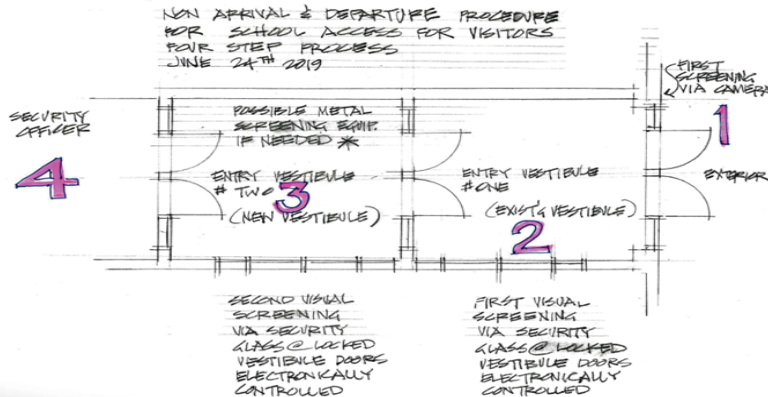 NON ARRIVAL & DEPARTURE PROCEDURE
FOR SCHOOL ACCESS FOR VISITORS
FOUR STEP PROCESS
JUNE 24TH 2019
FIRST
SCREENING
VIA CAMERA
1
EXTERIOR
SECURITY
OFFICER
4
POSSIBLE METAL
SCREENING EQUIP.
IF NEEDED *
ENTRY VESTIBULE
# TWO
3
(NEW VESTIBULE)
ENTRY VESTIBULE
#ONE
(EXIST'G VESTIBULE)
2
SECOND VISUAL
SCREENING
VIA SECURITY
GLASS @ LOCKED
VESTIBULE DOORS
ELECTRONICALLY
CONTROLLED
FIRST VISUAL
SCREENING
VIA SECURITY
GLASS @ LOCKED
VESTIBULE DOORS
ELECTRONICALLY
CONTROLLED